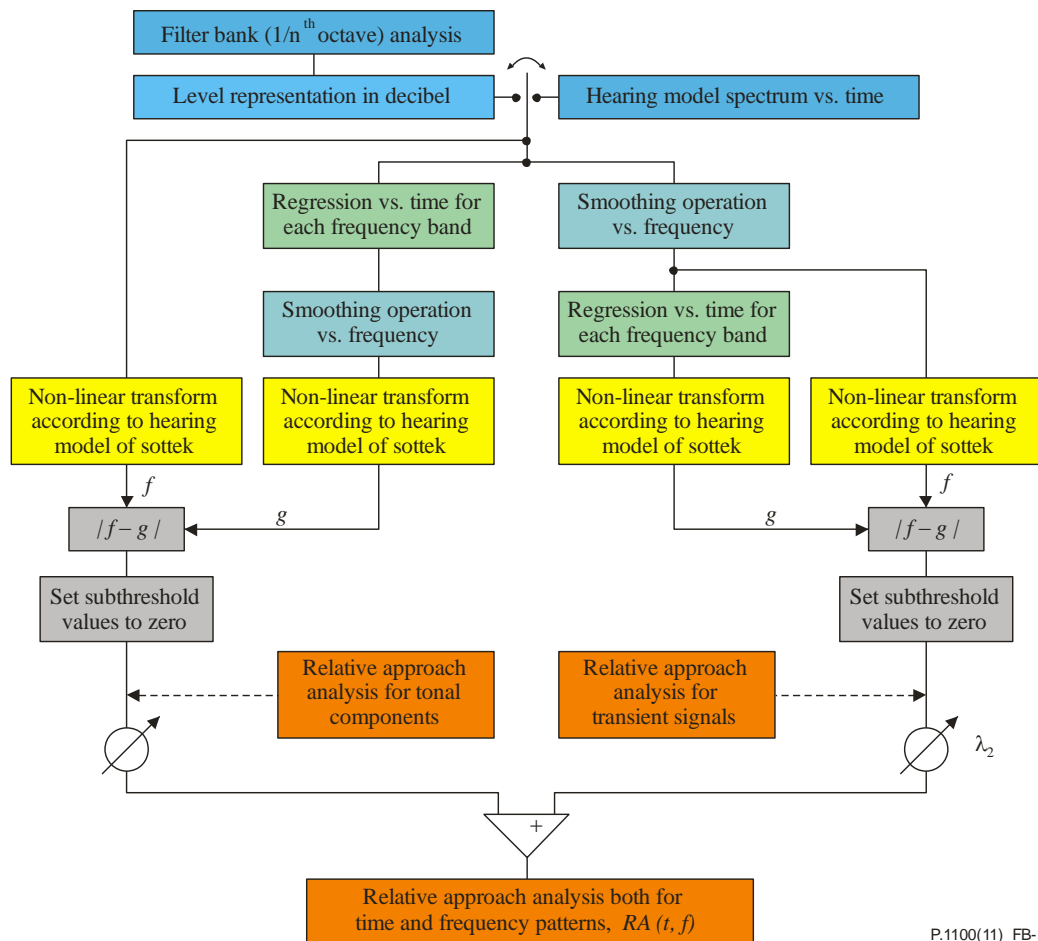 Filter bank (1/nth octave) analysis
Level representation in decibel
Hearing model spectrum vs. time
Regression vs. time for
each frequency band
Smoothing operation
vs. frequency
Smoothing operation
vs. frequency
Regression vs. time for
each frequency band
Non-linear transform
according to hearing
model of sottek
Non-linear transform
according to hearing
model of sottek
Non-linear transform
according to hearing
model of sottek
Non-linear transform
according to hearing
model of sottek
f
f
g
g
| f – g |
| f – g |
Set subthreshold
values to zero
Set subthreshold
values to zero
Relative approach
analysis for tonal
components
Relative approach
analysis for
transient signals
λ2
+
Relative approach analysis both for
time and frequency patterns, RA (t, f)
P.1100(11)_FB-